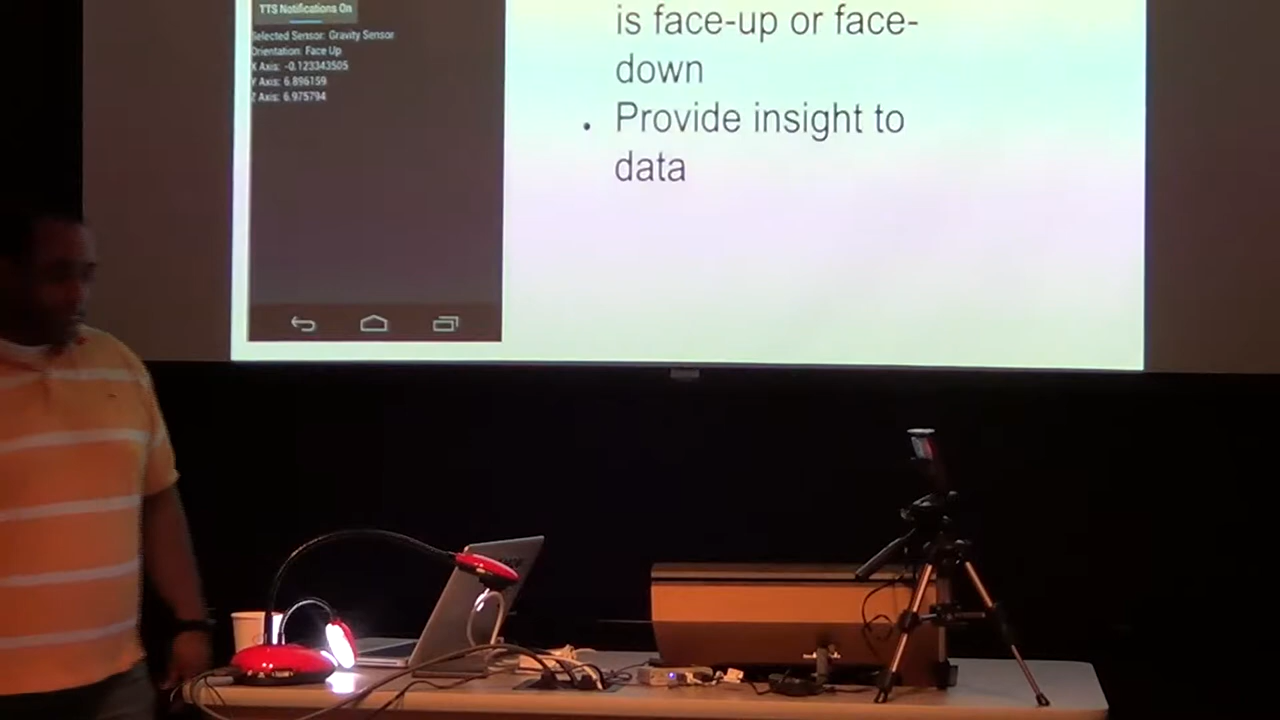 TTS Notifications On
Selected Sensor: Gravity Sensor
Orientation: Face Up
X Axis: -0.123343505
Y Axis: 6.896159
Z Axis: 6.975794
is face-up or face-
down
• Provide insight to
data